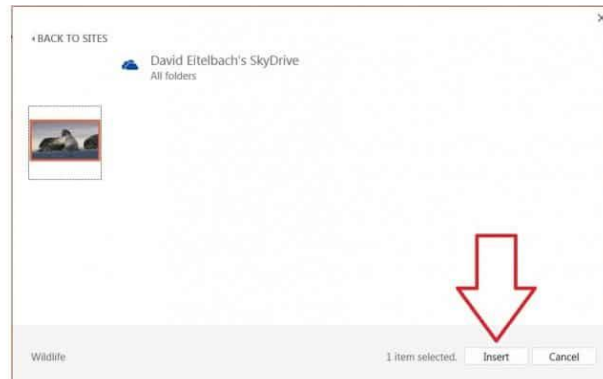 BACK TO SITES
David Eitelbach's SkyDrive
All folders
Wildlife
1 item selected.
Insert
Cancel